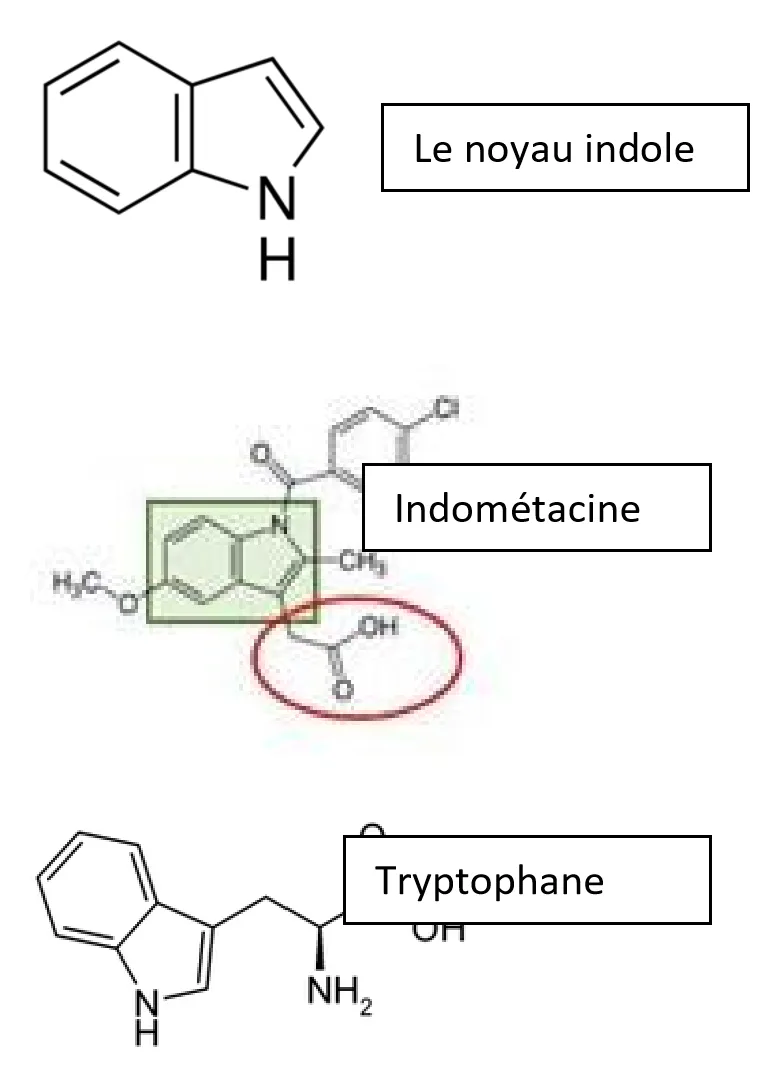 N
H
Le noyau indole
Cl
O
Indométacine
N
CH3
H3C
O
OH
O
Tryptophane
OH
NH2
N
H